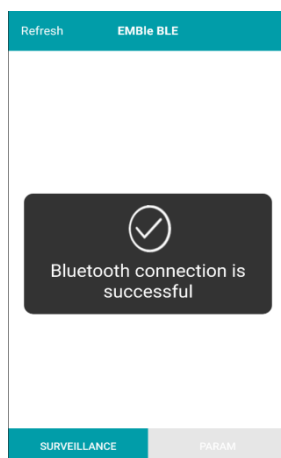 Refresh EMBle BLE
Bluetooth connection is
successful
SURVEILLANCE PARAM